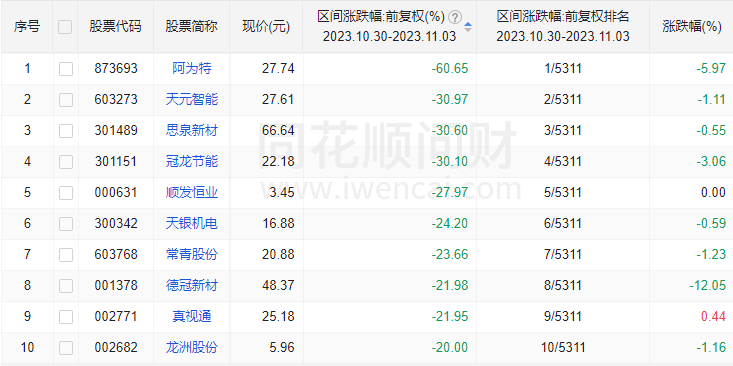 序号 股票代码 股票简称 现价(元) 区间涨跌幅:前复权(%) ? 2023.10.30-2023.11.03 区间涨跌幅:前复权排名 2023.10.30-2023.11.03 涨跌幅(%)
1 873693 阿为特 27.74 -60.65 1/5311 -5.97
2 603273 天元智能 27.61 -30.97 2/5311 -1.11
3 301489 思泉新材 66.64 -30.60 3/5311 -0.55
4 301151 冠龙节能 22.18 -30.10 4/5311 -3.06
5 000631 顺发恒业 3.45 -27.97 5/5311 0.00
6 300342 天银机电 16.88 -24.20 6/5311 -0.59
7 603768 常青股份 20.88 -23.66 7/5311 -1.23
8 001378 德冠新材 48.37 -21.98 8/5311 -12.05
9 002771 真视通 25.18 -21.95 9/5311 0.44
10 002682 龙洲股份 5.96 -20.00 10/5311 -1.16
同花顺问财
www.iwencai.com